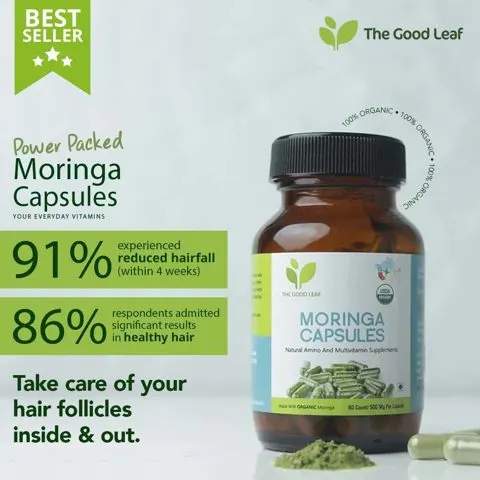 BEST
SELLER
The Good Leaf
100% ORGANIC • 100% ORGANIC • 100% ORGANIC
Power Packed
Moringa
Capsules
YOUR EVERYDAY VITAMINS
91% experienced
reduced hairfall
(within 4 weeks)
86% respondents admitted
significant results
in healthy hair
Take care of your
hair follicles
inside & out.
THE GOOD LEAF
USDA
ORGANIC
MORINGA
CAPSULES
Natural Amino And Multivitamin Supplements
Made With ORGANIC Moringa
60 Count/ 500 Mg Per Capsule